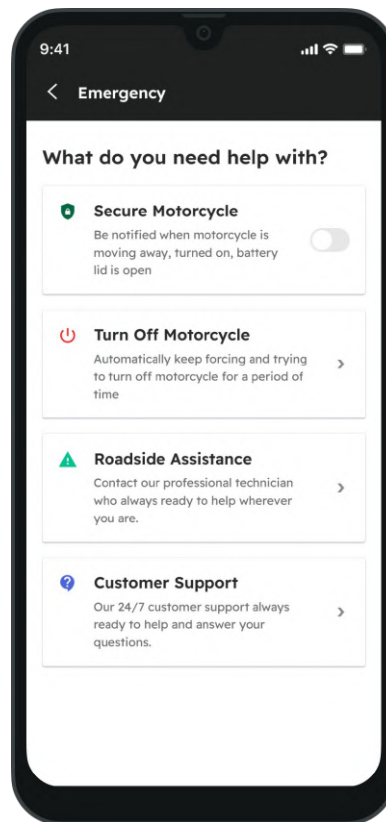 9:41
Emergency
What do you need help with?
Secure Motorcycle
Be notified when motorcycle is
moving away, turned on, battery
lid is open
Turn Off Motorcycle
Automatically keep forcing and trying
to turn off motorcycle for a period of
time
Roadside Assistance
Contact our professional technician
who always ready to help wherever
you are.
Customer Support
Our 24/7 customer support always
ready to help and answer your
questions.